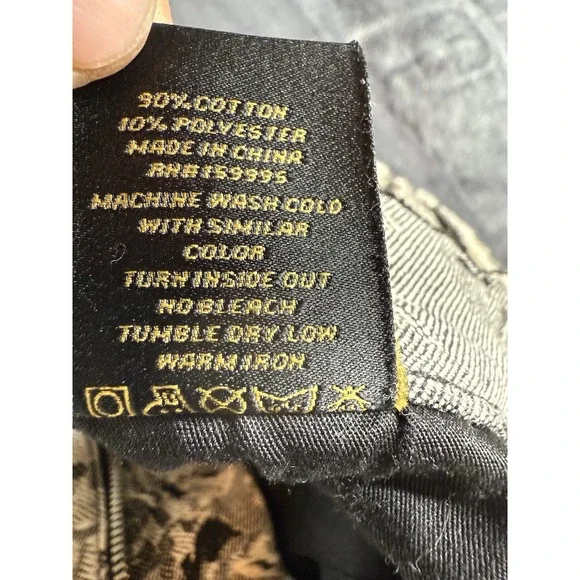 90% COTTON
10% POLYESTER
MADE IN CHINA
RN#159995
MACHINE WASH COLD
WITH SIMILAR
COLOR
TURN INSIDE OUT
NO BLEACH
TUMBLE DRY LOW
WARM IRON